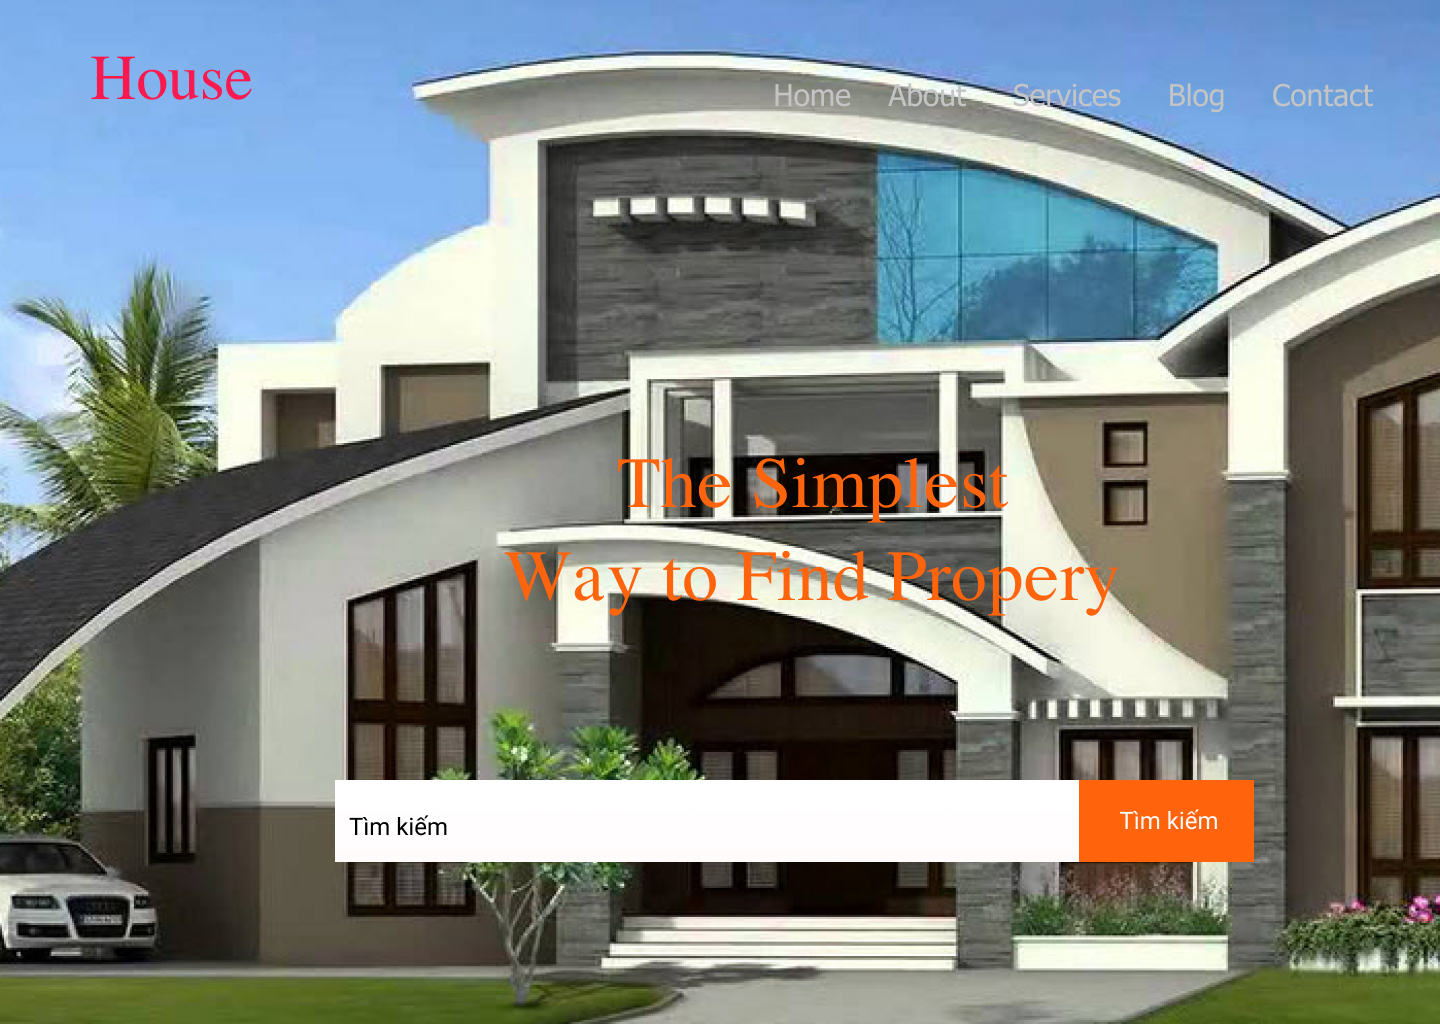 House
Home About Services Blog Contact
The Simplest
Way to Find Propery
Tìm kiếm Tìm kiếm